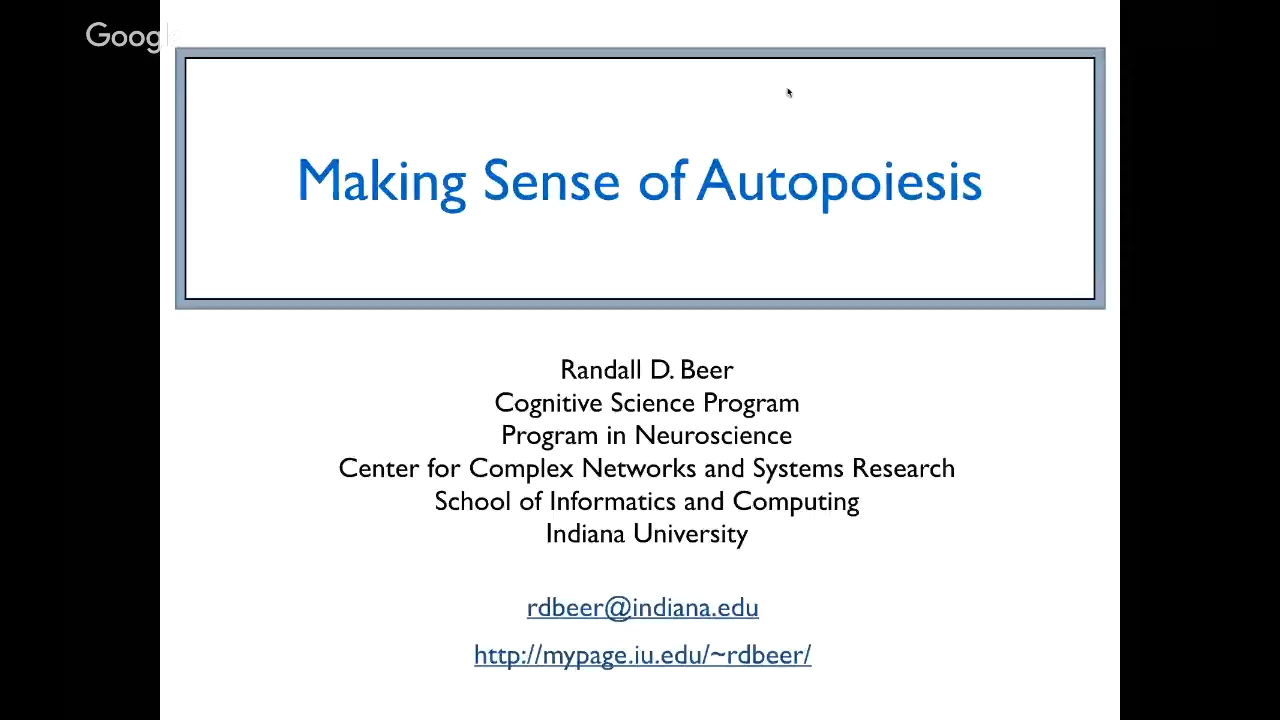 Google
Making Sense of Autopoiesis
Randall D. Beer
Cognitive Science Program
Program in Neuroscience
Center for Complex Networks and Systems Research
School of Informatics and Computing
Indiana University
rdbeer@indiana.edu
http://mypage.iu.edu/~rdbeer/